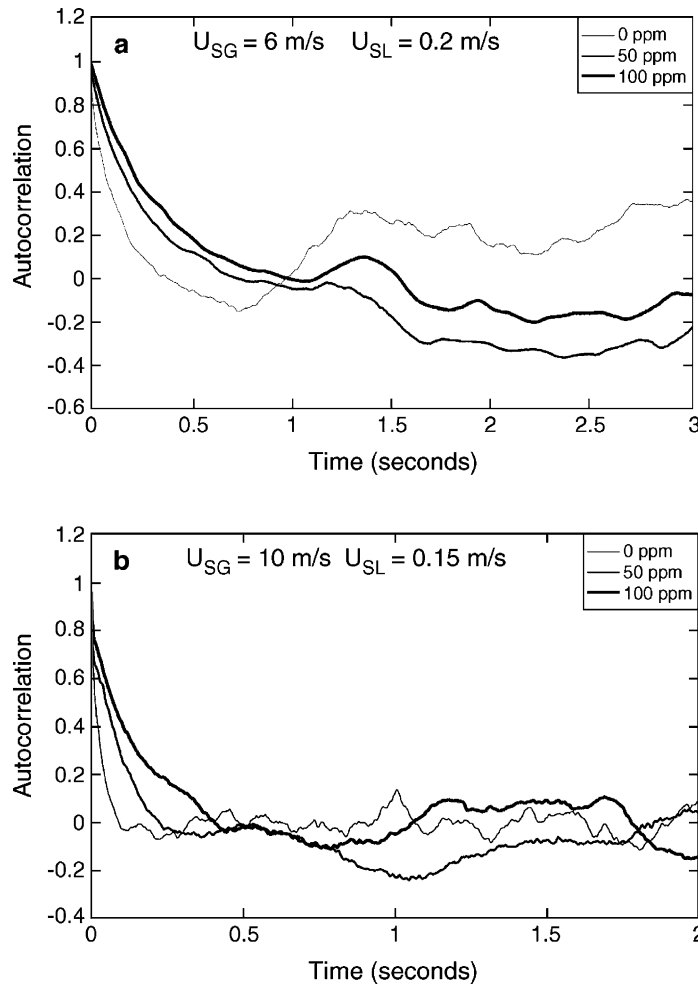 1.2
a
U_SG = 6 m/s U_SL = 0.2 m/s
0 ppm
50 ppm
100 ppm
1
0.8
0.6
0.4
0.2
0
-0.2
-0.4
-0.6
Autocorrelation
0 0.5 1 1.5 2 2.5 3
Time (seconds)
1.2
b
U_SG = 10 m/s U_SL = 0.15 m/s
0 ppm
50 ppm
100 ppm
1
0.8
0.6
0.4
0.2
0
-0.2
-0.4
Autocorrelation
0 0.5 1 1.5 2
Time (seconds)